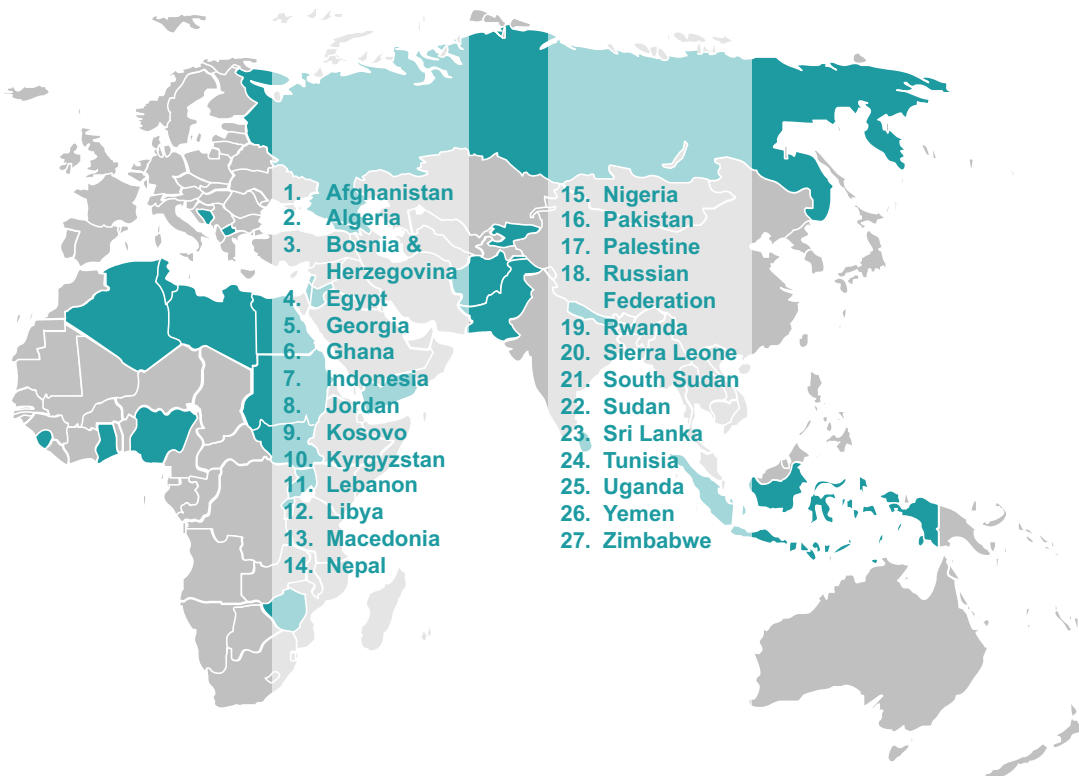 1. Afghanistan
2. Algeria
3. Bosnia &
Herzegovina
4. Egypt
5. Georgia
6. Ghana
7. Indonesia
8. Jordan
9. Kosovo
10. Kyrgyzstan
11. Lebanon
12. Libya
13. Macedonia
14. Nepal
15. Nigeria
16. Pakistan
17. Palestine
18. Russian
Federation
19. Rwanda
20. Sierra Leone
21. South Sudan
22. Sudan
23. Sri Lanka
24. Tunisia
25. Uganda
26. Yemen
27. Zimbabwe